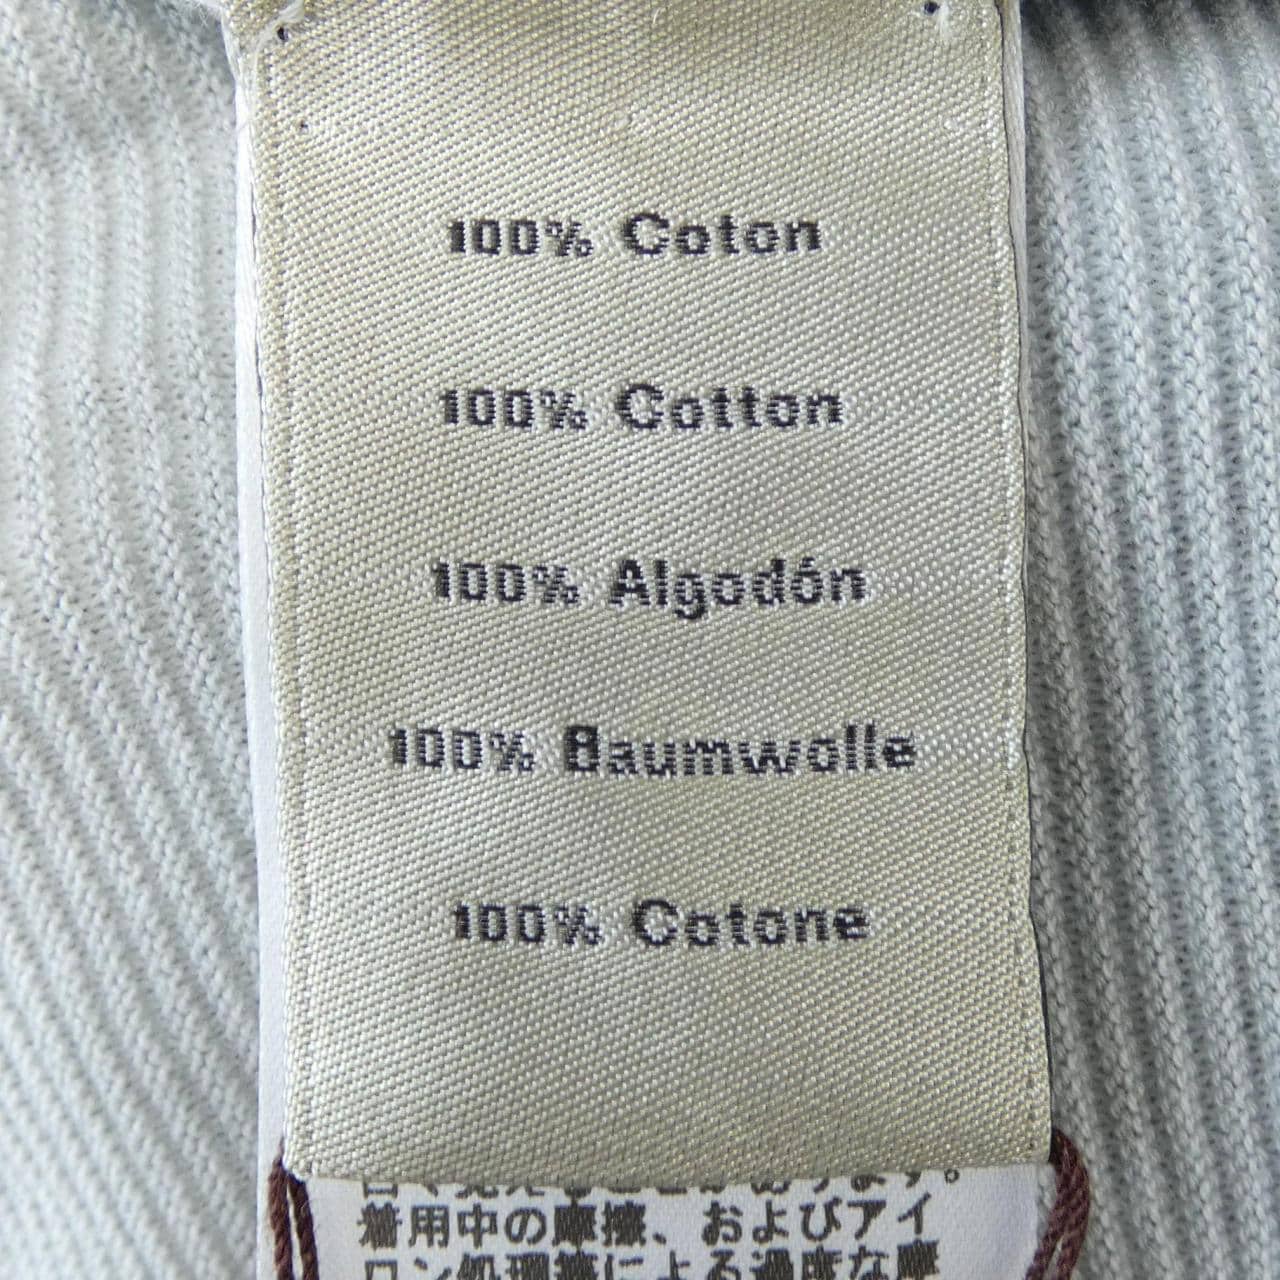 100% Coton
100% Cotton
100% Algodón
100% Baumwolle
100% Cotone
着用中の摩擦、およびアイ
ロン処理等による過度な摩